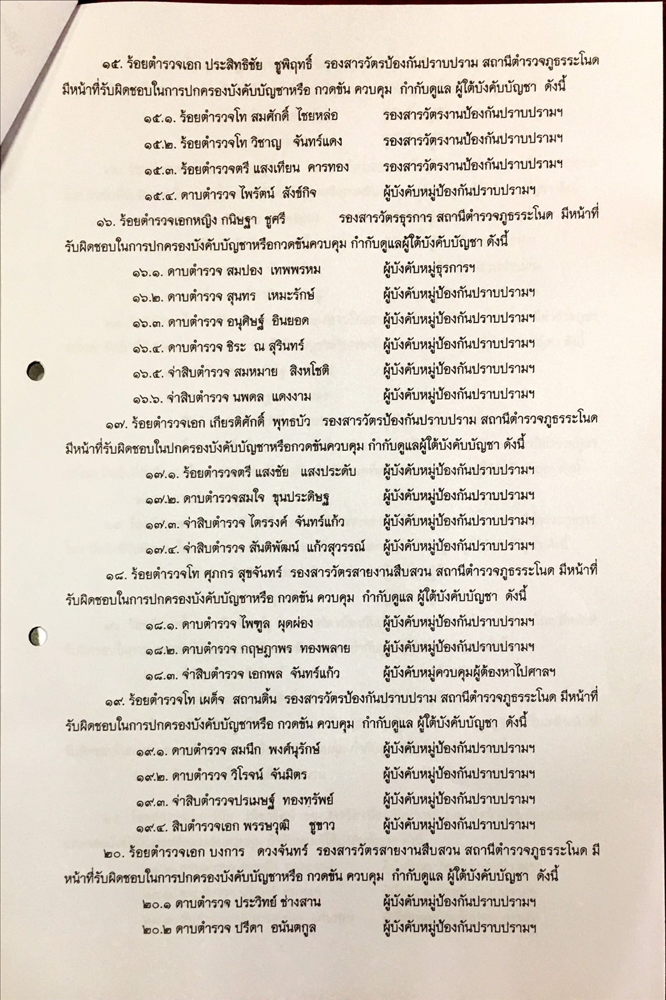 ๑๕. ร้อยตำรวจเอก ประสิทธิชัย ชูพิฤทธิ์ รองสารวัตรป้องกันปราบปราม สถานีตำรวจภูธรระโนด
มีหน้าที่รับผิดชอบในการปกครองบังคับบัญชาหรือ กวดขัน ควบคุม กำกับดูแล ผู้ใต้บังคับบัญชา ดังนี้
๑๕.๑. ร้อยตำรวจโท สมศักดิ์ ไชยหล่อ รองสารวัตรงานป้องกันปราบปรามฯ
๑๕.๒. ร้อยตำรวจโท วิชาญ จันทร์แดง รองสารวัตรงานป้องกันปราบปรามฯ
๑๕.๓. ร้อยตำรวจตรี แสงเทียน คารทอง รองสารวัตรงานป้องกันปราบปรามฯ
๑๕.๔. ดาบตำรวจ ไพรัตน์ สังข์กิจ ผู้บังคับหมู่ป้องกันปราบปรามฯ
๑๖. ร้อยตำรวจเอกหญิง กนิษฐา ชูศรี รองสารวัตรธุรการ สถานีตำรวจภูธรระโนด มีหน้าที่
รับผิดชอบในการปกครองบังคับบัญชาหรือกวดขันควบคุม กำกับดูแลผู้ใต้บังคับบัญชา ดังนี้
๑๖.๑. ดาบตำรวจ สมปอง เทพพรหม ผู้บังคับหมู่ธุรการฯ
๑๖.๒. ดาบตำรวจ สุนทร เหมะรักษ์ ผู้บังคับหมู่ป้องกันปราบปรามฯ
๑๖.๓. ดาบตำรวจ อนุศิษฐ์ อินยอด ผู้บังคับหมู่ป้องกันปราบปรามฯ
๑๖.๔. ดาบตำรวจ ชิระ ณ สุรินทร์ ผู้บังคับหมู่ป้องกันปราบปรามฯ
๑๖.๕. จ่าสิบตำรวจ สมหมาย สิงหโชติ ผู้บังคับหมู่ป้องกันปราบปรามฯ
๑๖.๖. จ่าสิบตำรวจ นพดล แดงงาม ผู้บังคับหมู่ป้องกันปราบปรามฯ
๑๗. ร้อยตำรวจเอก เกียรติศักดิ์ พุทธบัว รองสารวัตรป้องกันปราบปราม สถานีตำรวจภูธรระโนด
มีหน้าที่รับผิดชอบในปกครองบังคับบัญชาหรือกวดขันควบคุม กำกับดูแลผู้ใต้บังคับบัญชา ดังนี้
๑๗.๑. ร้อยตำรวจตรี แสงชัย แสงประดับ ผู้บังคับหมู่ป้องกันปราบปรามฯ
๑๗.๒. ดาบตำรวจสมใจ ขุนประดิษฐ ผู้บังคับหมู่ป้องกันปราบปรามฯ
๑๗.๓. จ่าสิบตำรวจ ไตรรงค์ จันทร์แก้ว ผู้บังคับหมู่ป้องกันปราบปรามฯ
๑๗.๔. จ่าสิบตำรวจ สันติพัฒน์ แก้วสุวรรณ์ ผู้บังคับหมู่ป้องกันปราบปรามฯ
๑๘. ร้อยตำรวจโท ศุภกร สุขจันทร์ รองสารวัตรสายงานสืบสวน สถานีตำรวจภูธรระโนด มีหน้าที่
รับผิดชอบในการปกครองบังคับบัญชาหรือ กวดขัน ควบคุม กำกับดูแล ผู้ใต้บังคับบัญชา ดังนี้
๑๘.๑. ดาบตำรวจ ไพฑูล ผุดผ่อง ผู้บังคับหมู่ป้องกันปราบปรามฯ
๑๘.๒. ดาบตำรวจ กฤษฎาพร ทองพลาย ผู้บังคับหมู่ป้องกันปราบปรามฯ
๑๘.๓. จ่าสิบตำรวจ เอกพล จันทร์แก้ว ผู้บังคับหมู่ควบคุมผู้ต้องหาไปศาลฯ
๑๙. ร้อยตำรวจโท เผด็จ สถานติ้น รองสารวัตรป้องกันปราบปราม สถานีตำรวจภูธรระโนด มีหน้าที่
รับผิดชอบในการปกครองบังคับบัญชาหรือ กวดขัน ควบคุม กำกับดูแล ผู้ใต้บังคับบัญชา ดังนี้
๑๙.๑. ดาบตำรวจ สมนึก พงศ์นุรักษ์ ผู้บังคับหมู่ป้องกันปราบปรามฯ
๑๙.๒. ดาบตำรวจ วิโรจน์ จันมิตร ผู้บังคับหมู่ป้องกันปราบปรามฯ
๑๙.๓. จ่าสิบตำรวจปรเมษฐ์ ทองทรัพย์ ผู้บังคับหมู่ป้องกันปราบปรามฯ
๑๙.๔. สิบตำรวจเอก พรรษวุฒิ ชูขาว ผู้บังคับหมู่ป้องกันปราบปรามฯ
๒๐. ร้อยตำรวจเอก บงการ ดวงจันทร์ รองสารวัตรสายงานสืบสวน สถานีตำรวจภูธรระโนด มี
หน้าที่รับผิดชอบในการปกครองบังคับบัญชาหรือ กวดขัน ควบคุม กำกับดูแล ผู้ใต้บังคับบัญชา ดังนี้
๒๐.๑ ดาบตำรวจ ประวิทย์ ช่างสาน ผู้บังคับหมู่ป้องกันปราบปรามฯ
๒๐.๒ ดาบตำรวจ ปรีดา อนันตกูล ผู้บังคับหมู่ป้องกันปราบปรามฯ